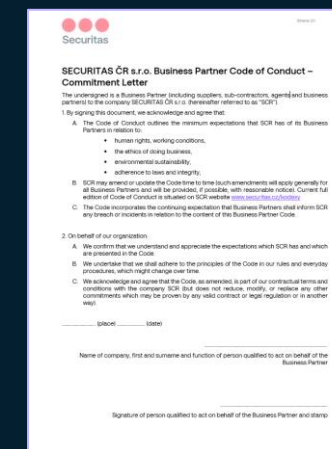 Securitas
SECURITAS ČR s.r.o. Business Partner Code of Conduct –
Commitment Letter
The undersigned is a Business Partner (including suppliers, sub-contractors, agents and business
partners) to the company SECURITAS ČR s.r.o. (hereinafter referred to as "SCR").
1. By signing this document, we acknowledge and agree that:
A. The Code of Conduct outlines the minimum expectations that SCR has of its Business
Partners in relation to:
• human rights, working conditions,
• the ethics of doing business,
• environmental sustainability,
• adherence to laws and integrity,
B. SCR may amend or update the Code time to time (such amendments will apply generally for
all Business Partners and will be provided, if possible, with reasonable notice). Current full
edition of Code of Conduct is situated on SCR website www.securitas.cz/kodexy
C. The Code incorporates the continuing expectation that Business Partners shall inform SCR
any breach or incidents in relation to the content of this Business Partner Code.
2. On behalf of our organization:
A. We confirm that we understand and appreciate the expectations which SCR has and which
are presented in the Code.
B. We undertake that we shall adhere to the principles of the Code in our rules and everyday
procedures, which might change over time.
C. We acknowledge and agree that the Code, as amended, is part of our contractual terms and
conditions with the company SCR (but does not reduce, modify, or replace any other
commitments which may be proven by any valid contract or legal regulation or in another
way).
(place) (date)
Name of company, first and surname and function of person qualified to act on behalf of the
Business Partner
Signature of person qualified to act on behalf of the Business Partner and stamp